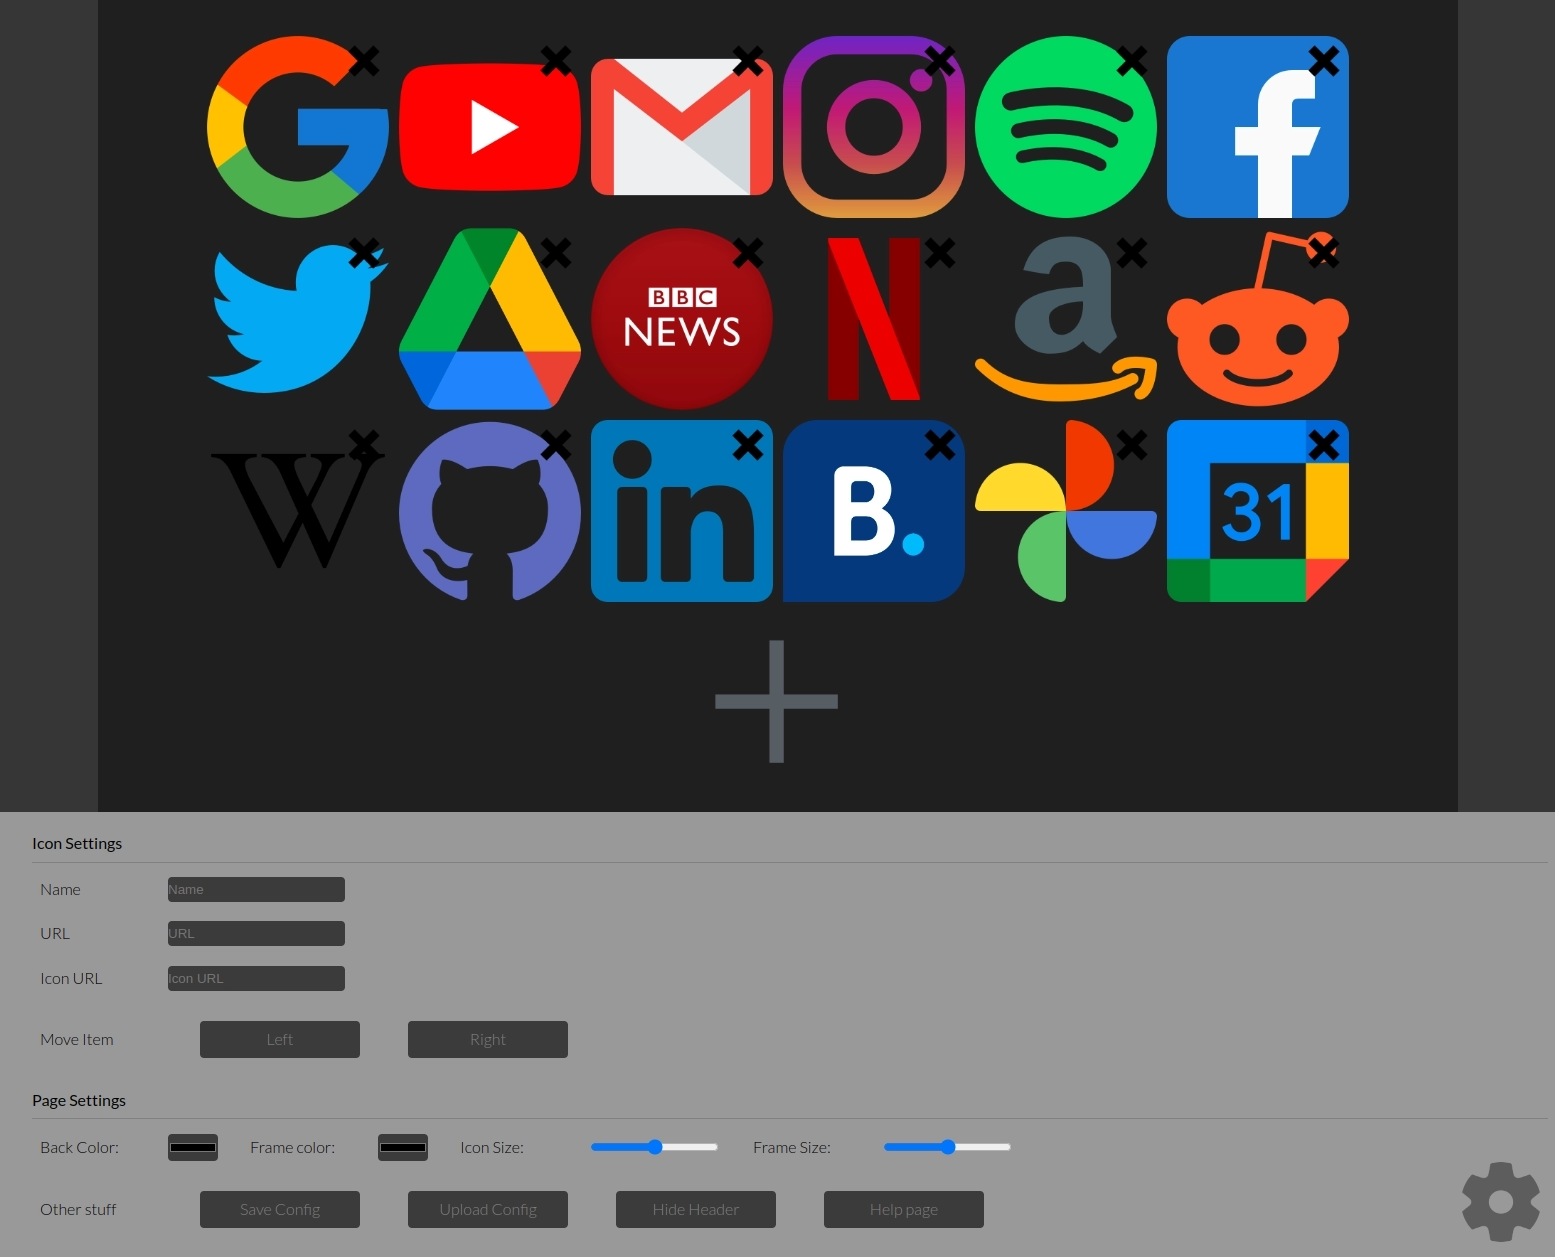 BBC
NEWS
W
in
B.
31
Icon Settings
Name Name
URL URL
Icon URL Icon URL
Move Item Left Right
Page Settings
Back Color: Frame color: Icon Size: Frame Size:
Other stuff Save Config Upload Config Hide Header Help page